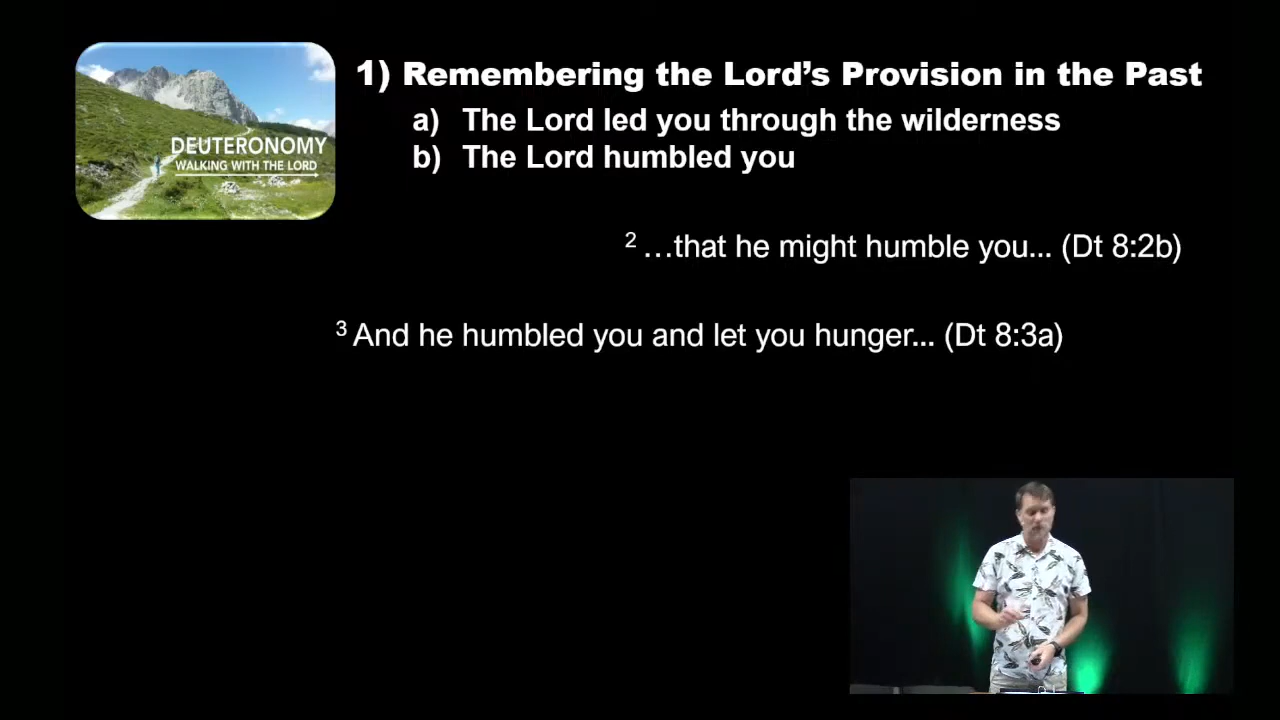 DEUTERONOMY
WALKING WITH THE LORD
1) Remembering the Lord’s Provision in the Past
a) The Lord led you through the wilderness
b) The Lord humbled you
2 …that he might humble you... (Dt 8:2b)
3 And he humbled you and let you hunger... (Dt 8:3a)